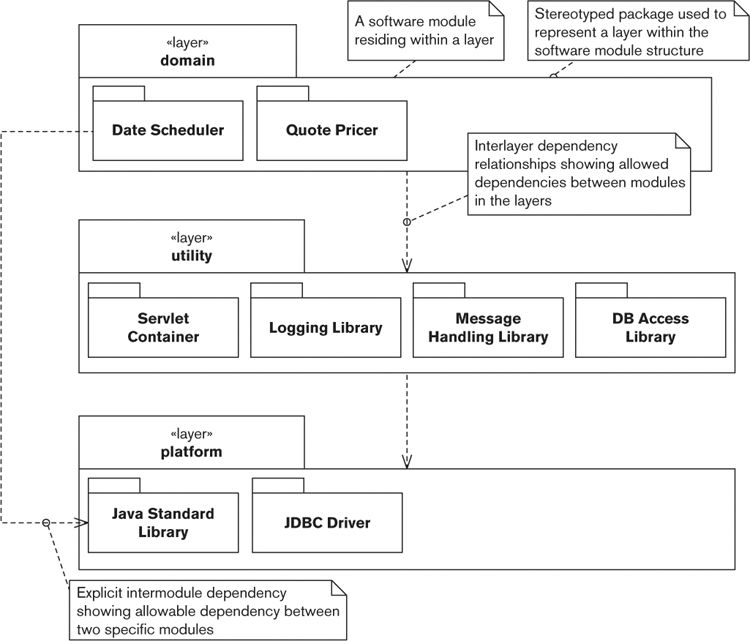 A software module
residing within a layer
Stereotyped package used to
represent a layer within the
software module structure
«layer»
domain
Date Scheduler
Quote Pricer
Interlayer dependency
relationships showing allowed
dependencies between modules
in the layers
«layer»
utility
Servlet
Container
Logging Library
Message
Handling Library
DB Access
Library
«layer»
platform
Java Standard
Library
JDBC Driver
Explicit intermodule dependency
showing allowable dependency between
two specific modules